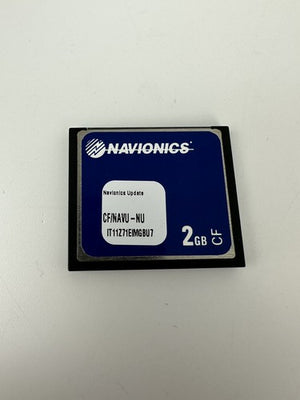 NAVIONICS
Navionics Update
CF/NAVU-NU
IT11Z71EIMGBU7
2GB
CF